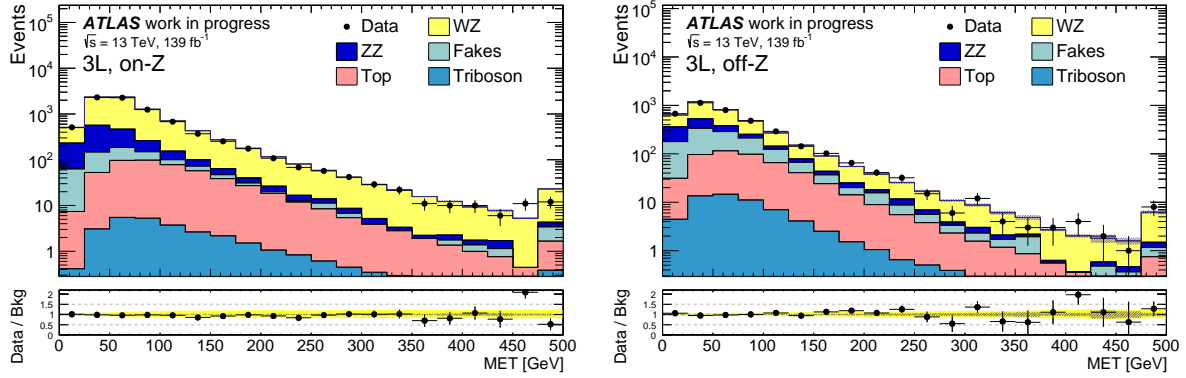 Events
10⁵
10⁴
10³
10²
10
1
ATLAS work in progress
√s = 13 TeV, 139 fb⁻¹
3L, on-Z
Data
WZ
ZZ
Fakes
Top
Triboson
Data / Bkg
2
1.5
1
0.5
0
0 50 100 150 200 250 300 350 400 450 500
MET [GeV]
Events
10⁵
10⁴
10³
10²
10
1
ATLAS work in progress
√s = 13 TeV, 139 fb⁻¹
3L, off-Z
Data
WZ
ZZ
Fakes
Top
Triboson
Data / Bkg
2
1.5
1
0.5
0
0 50 100 150 200 250 300 350 400 450 500
MET [GeV]